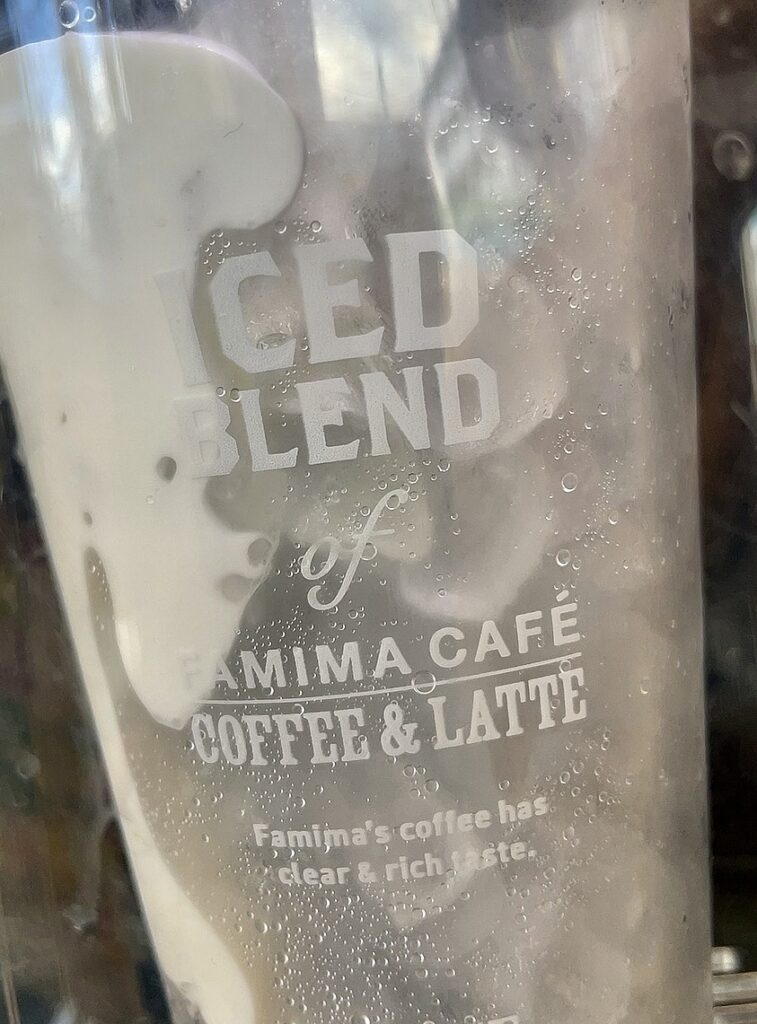 ICED
BLEND
of
FAMIMA CAFÉ
COFFEE & LATTE
Famima's coffee has
clear & rich taste.